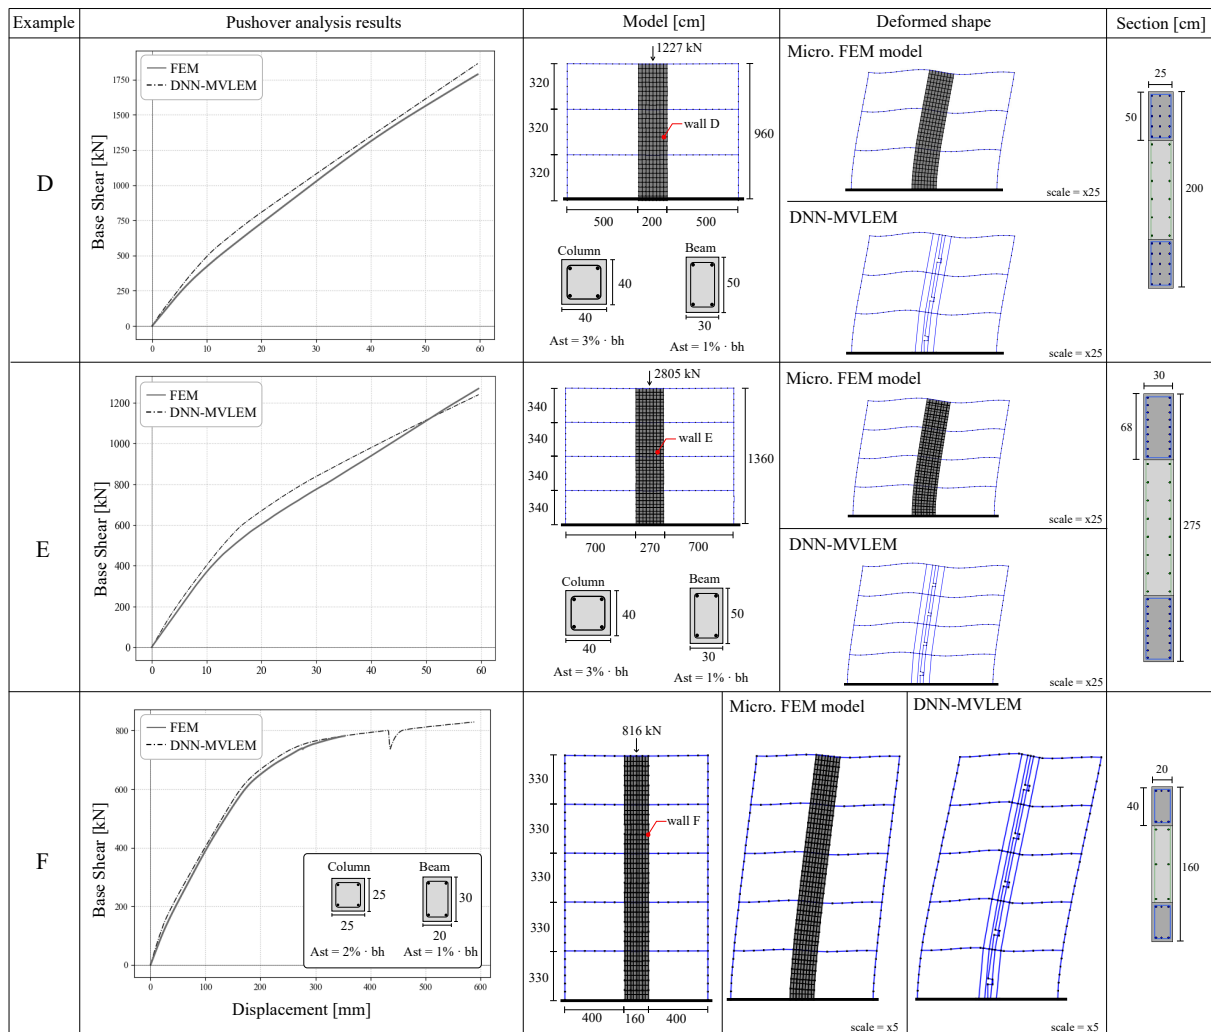 Example
Pushover analysis results
Model [cm]
Deformed shape
Section [cm]
D
FEM
DNN-MVLEM
Base Shear [kN]
1750
1500
1250
1000
750
500
250
0
0 10 20 30 40 50 60
1227 kN
320
320
320
wall D
960
500 200 500
Column
40
40
Ast = 3% · bh
Beam
50
30
Ast = 1% · bh
Micro. FEM model
scale = x25
DNN-MVLEM
scale = x25
25
50
200
E
FEM
DNN-MVLEM
Base Shear [kN]
1200
1000
800
600
400
200
0
0 10 20 30 40 50 60
2805 kN
340
340
340
340
wall E
1360
700 270 700
Column
40
40
Ast = 3% · bh
Beam
50
30
Ast = 1% · bh
Micro. FEM model
scale = x25
DNN-MVLEM
scale = x25
30
68
275
F
FEM
DNN-MVLEM
Base Shear [kN]
800
600
400
200
0
0 100 200 300 400 500 600
Displacement [mm]
Column
25
25
Ast = 2% · bh
Beam
30
20
Ast = 1% · bh
816 kN
330
330
330
330
330
wall F
400 160 400
Micro. FEM model
scale = x5
DNN-MVLEM
scale = x5
20
40
160